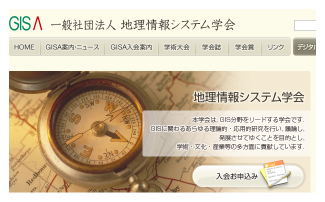 GISA 一般社団法人 地理情報システム学会
HOME GISA案内・ニュース GISA入会案内 学術大会 学会誌 学会賞 リンク デジタル
地理情報システム学会
本学会は、GIS分野をリードする学会です.
GISに関わるあらゆる理論的・応用的研究を行い、議論し、
発展させてゆくことを目的とし、
学術・文化・産業等の多方面に貢献しています.
入会お申込み